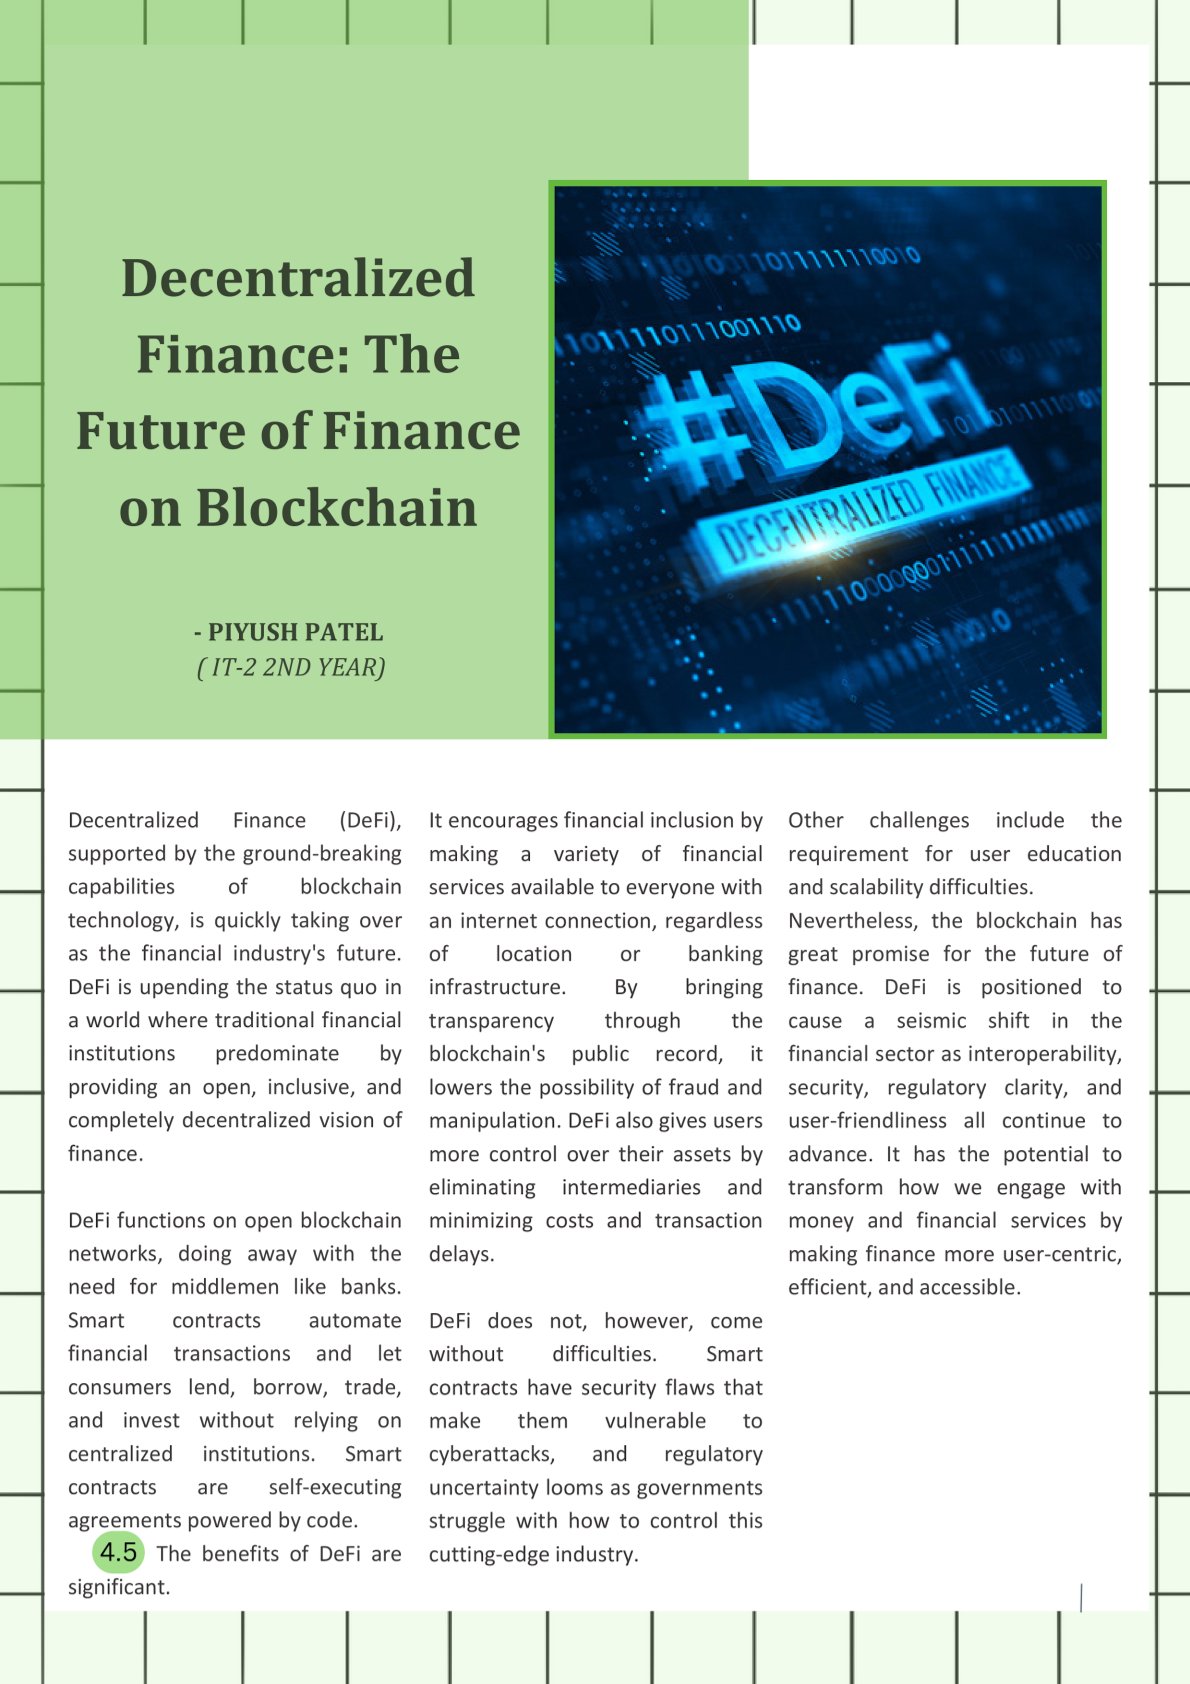 Decentralized
Finance: The
Future of Finance
on Blockchain
- PIYUSH PATEL
( IT-2 2ND YEAR)
1011111110010
1011110111001110
#DeFi
DECENTRALIZED FINANCE
Decentralized Finance (DeFi),
supported by the ground-breaking
capabilities of blockchain
technology, is quickly taking over
as the financial industry's future.
DeFi is upending the status quo in
a world where traditional financial
institutions predominate by
providing an open, inclusive, and
completely decentralized vision of
finance.
DeFi functions on open blockchain
networks, doing away with the
need for middlemen like banks.
Smart contracts automate
financial transactions and let
consumers lend, borrow, trade,
and invest without relying on
centralized institutions. Smart
contracts are self-executing
agreements powered by code.
4.5 The benefits of DeFi are
significant.
It encourages financial inclusion by
making a variety of financial
services available to everyone with
an internet connection, regardless
of location or banking
infrastructure. By bringing
transparency through the
blockchain's public record, it
lowers the possibility of fraud and
manipulation. DeFi also gives users
more control over their assets by
eliminating intermediaries and
minimizing costs and transaction
delays.
DeFi does not, however, come
without difficulties. Smart
contracts have security flaws that
make them vulnerable to
cyberattacks, and regulatory
uncertainty looms as governments
struggle with how to control this
cutting-edge industry.
Other challenges include the
requirement for user education
and scalability difficulties.
Nevertheless, the blockchain has
great promise for the future of
finance. DeFi is positioned to
cause a seismic shift in the
financial sector as interoperability,
security, regulatory clarity, and
user-friendliness all continue to
advance. It has the potential to
transform how we engage with
money and financial services by
making finance more user-centric,
efficient, and accessible.